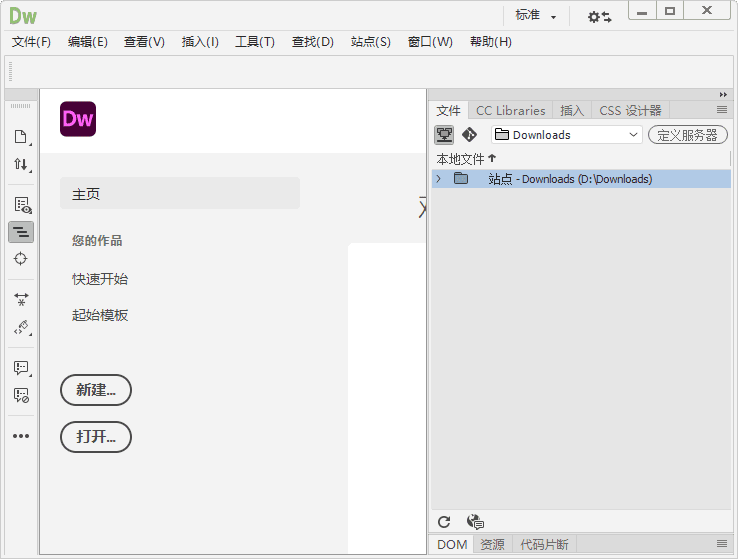 Dw
标准
文件(F) 编辑(E) 查看(V) 插入(I) 工具(T) 查找(D) 站点(S) 窗口(W) 帮助(H)
Dw
主页
您的作品
快速开始
起始模板
新建...
打开...
文件 CC Libraries 插入 CSS 设计器
Downloads 定义服务器
本地文件
站点 - Downloads (D:\Downloads)
DOM 资源 代码片断